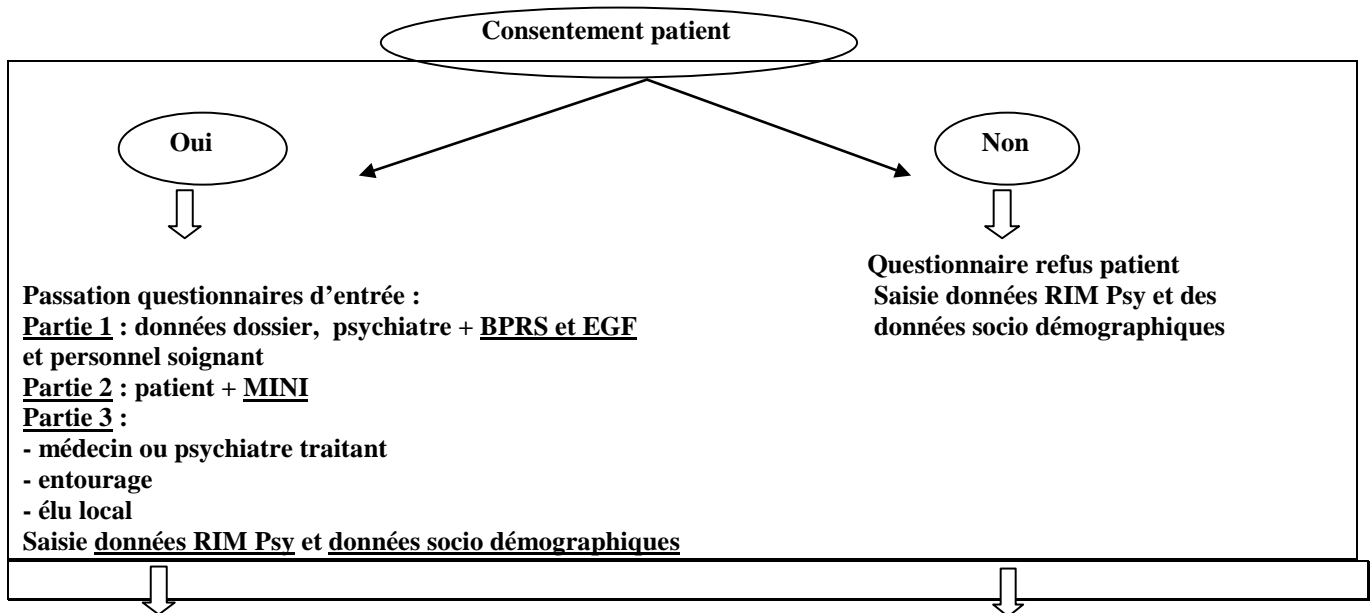 Consentement patient
Oui
Non
Passation questionnaires d’entrée :
Partie 1 : données dossier, psychiatre + BPRS et EGF
et personnel soignant
Partie 2 : patient + MINI
Partie 3 :
- médecin ou psychiatre traitant
- entourage
- élu local
Saisie données RIM Psy et données socio démographiques
Questionnaire refus patient
Saisie données RIM Psy et des
données socio démographiques